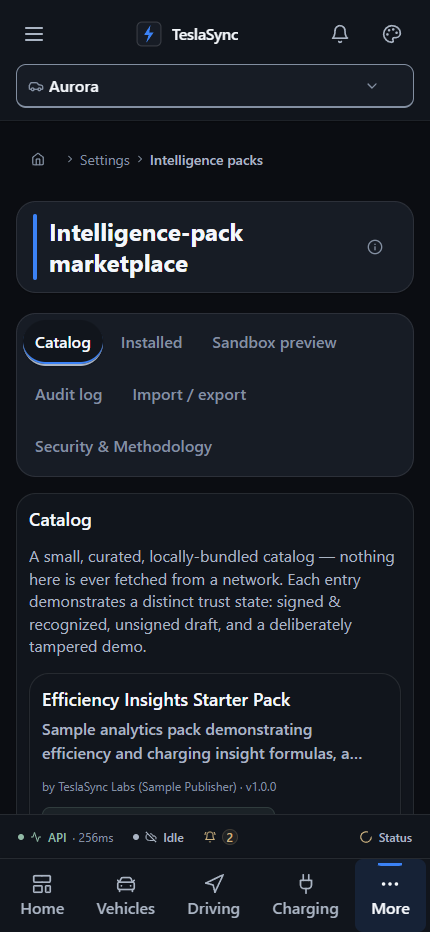 TeslaSync
Aurora
Settings
Intelligence packs
Intelligence-pack
marketplace
Catalog
Installed
Sandbox preview
Audit log
Import / export
Security & Methodology
Catalog
A small, curated, locally-bundled catalog — nothing
here is ever fetched from a network. Each entry
demonstrates a distinct trust state: signed &
recognized, unsigned draft, and a deliberately
tampered demo.
Efficiency Insights Starter Pack
Sample analytics pack demonstrating
efficiency and charging insight formulas, a...
by TeslaSync Labs (Sample Publisher) · v1.0.0
API · 256ms
Idle
2
Status
Home
Vehicles
Driving
Charging
More